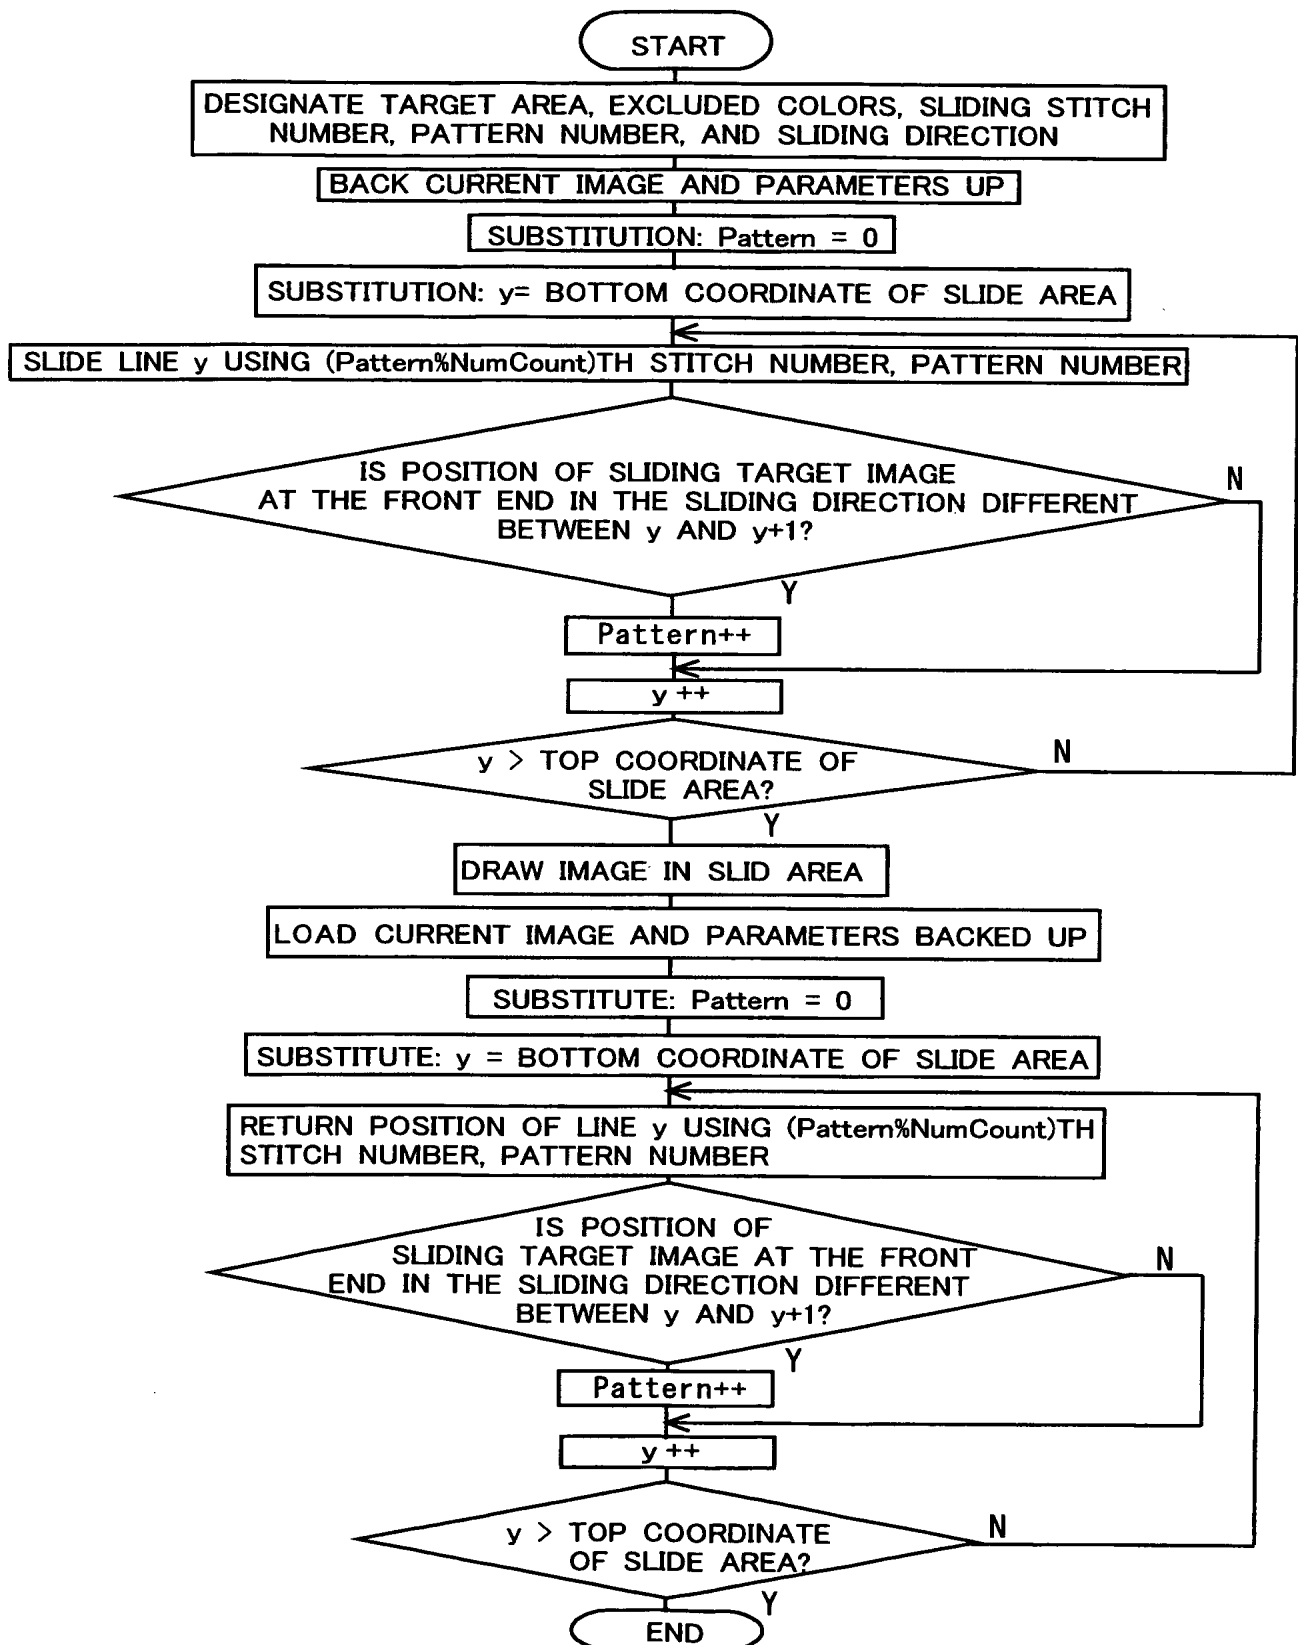 START
DESIGNATE TARGET AREA, EXCLUDED COLORS, SLIDING STITCH
NUMBER, PATTERN NUMBER, AND SLIDING DIRECTION
BACK CURRENT IMAGE AND PARAMETERS UP
SUBSTITUTION: Pattern = 0
SUBSTITUTION: y= BOTTOM COORDINATE OF SLIDE AREA
SLIDE LINE y USING (Pattern%NumCount)TH STITCH NUMBER, PATTERN NUMBER
IS POSITION OF SLIDING TARGET IMAGE
AT THE FRONT END IN THE SLIDING DIRECTION DIFFERENT
BETWEEN y AND y+1?
N
Y
Pattern++
y ++
y > TOP COORDINATE OF
SLIDE AREA?
N
Y
DRAW IMAGE IN SLID AREA
LOAD CURRENT IMAGE AND PARAMETERS BACKED UP
SUBSTITUTE: Pattern = 0
SUBSTITUTE: y = BOTTOM COORDINATE OF SLIDE AREA
RETURN POSITION OF LINE y USING (Pattern%NumCount)TH
STITCH NUMBER, PATTERN NUMBER
IS POSITION OF
SLIDING TARGET IMAGE AT THE FRONT
END IN THE SLIDING DIRECTION DIFFERENT
BETWEEN y AND y+1?
N
Y
Pattern++
y ++
y > TOP COORDINATE
OF SLIDE AREA?
N
Y
END